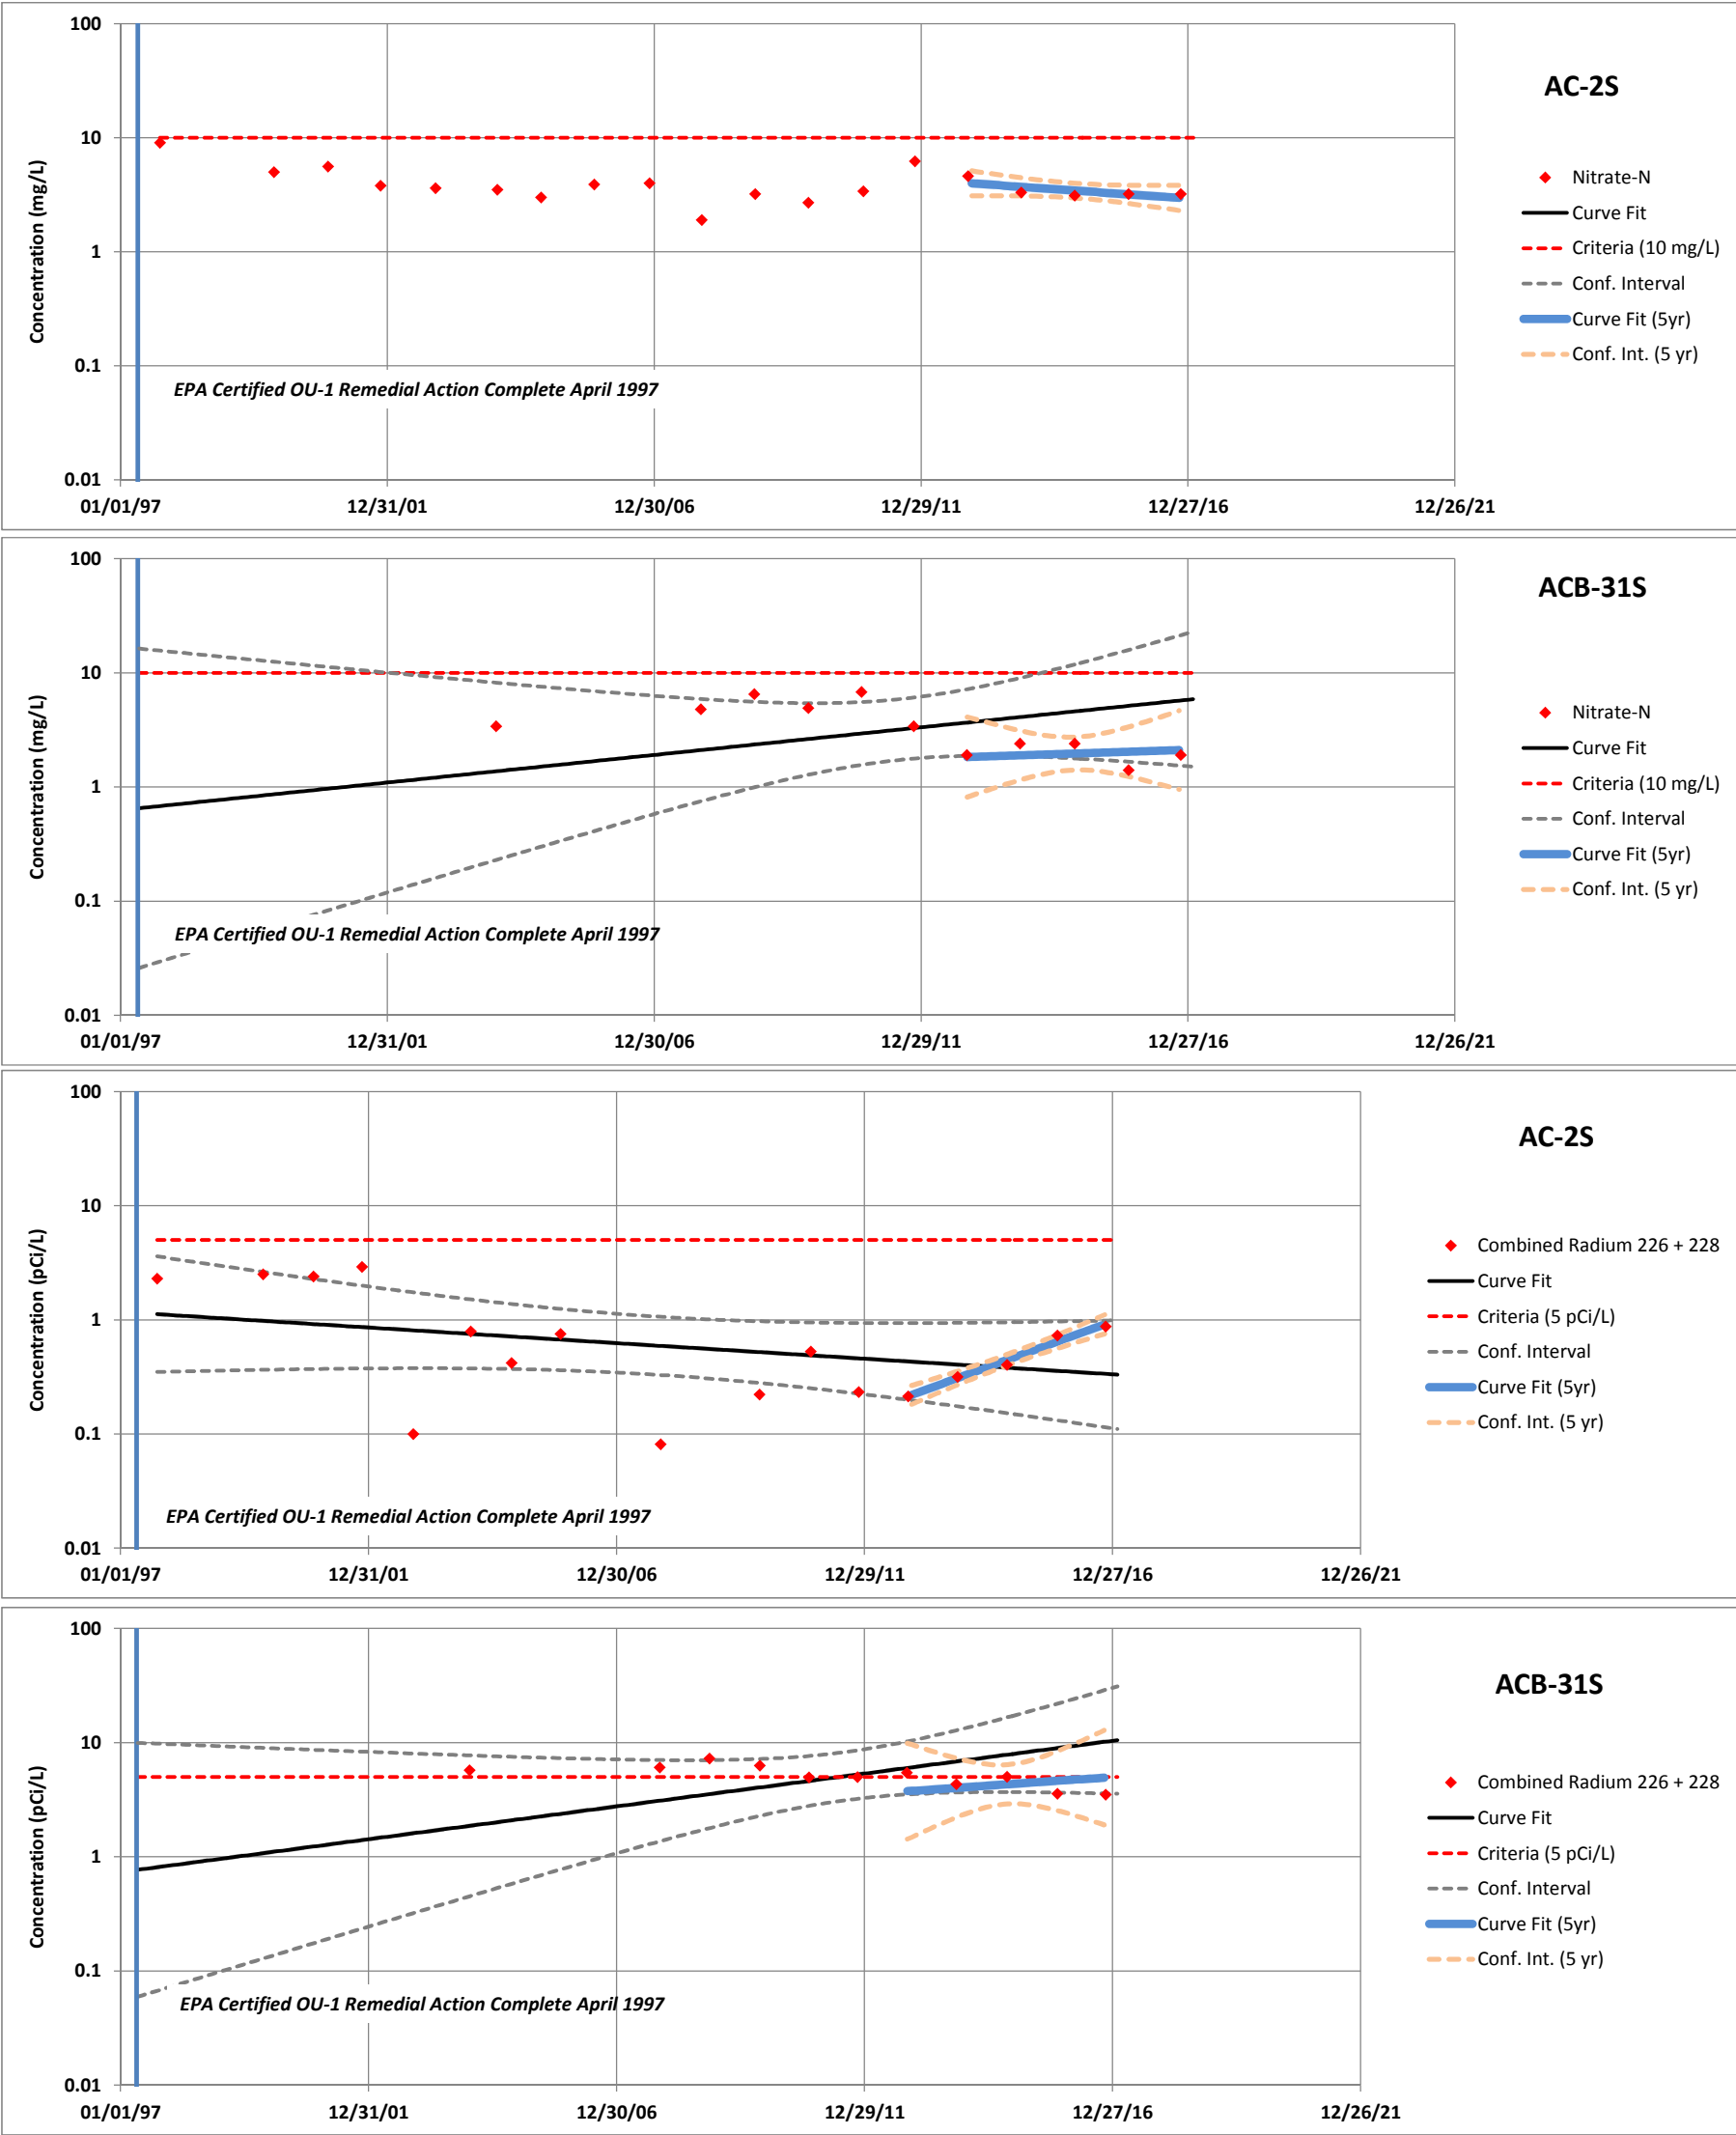 AC-2S
Concentration (mg/L)
100
10
1
0.1
0.01
01/01/97 12/31/01 12/30/06 12/29/11 12/27/16 12/26/21
EPA Certified OU-1 Remedial Action Complete April 1997
Nitrate-N
Curve Fit
Criteria (10 mg/L)
Conf. Interval
Curve Fit (5yr)
Conf. Int. (5 yr)
ACB-31S
Concentration (mg/L)
100
10
1
0.1
0.01
01/01/97 12/31/01 12/30/06 12/29/11 12/27/16 12/26/21
EPA Certified OU-1 Remedial Action Complete April 1997
Nitrate-N
Curve Fit
Criteria (10 mg/L)
Conf. Interval
Curve Fit (5yr)
Conf. Int. (5 yr)
AC-2S
Concentration (pCi/L)
100
10
1
0.1
0.01
01/01/97 12/31/01 12/30/06 12/29/11 12/27/16 12/26/21
EPA Certified OU-1 Remedial Action Complete April 1997
Combined Radium 226 + 228
Curve Fit
Criteria (5 pCi/L)
Conf. Interval
Curve Fit (5yr)
Conf. Int. (5 yr)
ACB-31S
Concentration (pCi/L)
100
10
1
0.1
0.01
01/01/97 12/31/01 12/30/06 12/29/11 12/27/16 12/26/21
EPA Certified OU-1 Remedial Action Complete April 1997
Combined Radium 226 + 228
Curve Fit
Criteria (5 pCi/L)
Conf. Interval
Curve Fit (5yr)
Conf. Int. (5 yr)